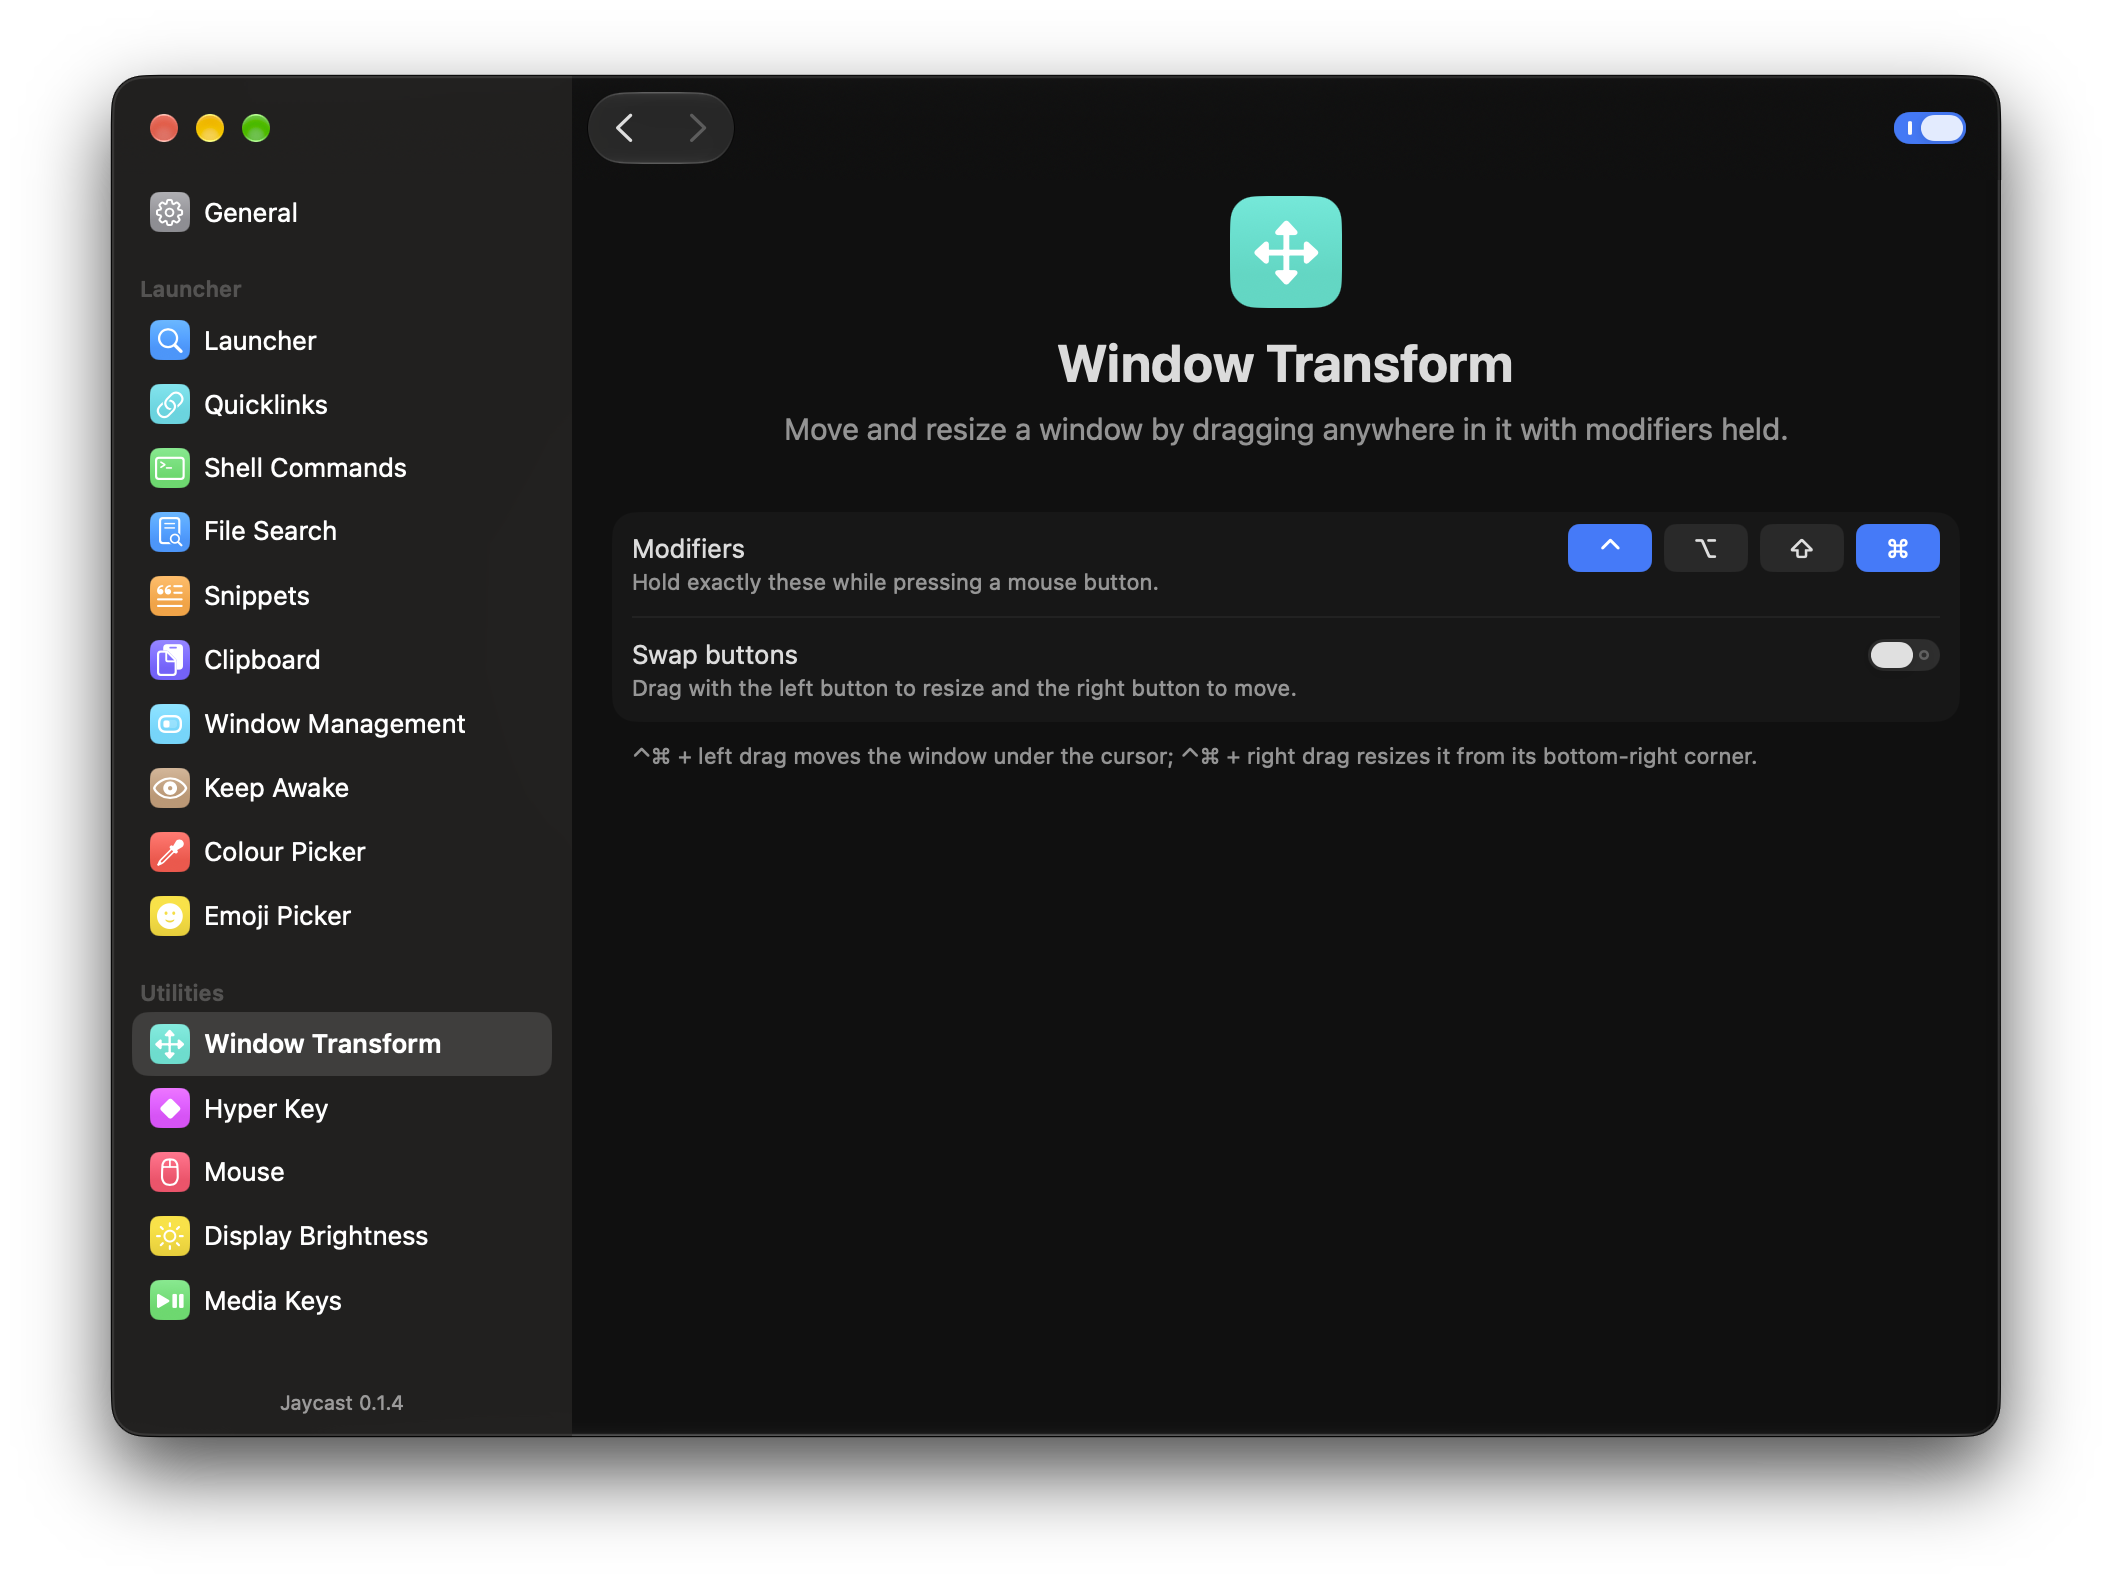 General
Launcher
Launcher
Quicklinks
Shell Commands
File Search
Snippets
Clipboard
Window Management
Keep Awake
Colour Picker
Emoji Picker
Utilities
Window Transform
Hyper Key
Mouse
Display Brightness
Media Keys
Jaycast 0.1.4
Window Transform
Move and resize a window by dragging anywhere in it with modifiers held.
Modifiers
Hold exactly these while pressing a mouse button.
⌃ ⌥ ⇧ ⌘
Swap buttons
Drag with the left button to resize and the right button to move.
⌃⌘ + left drag moves the window under the cursor; ⌃⌘ + right drag resizes it from its bottom-right corner.